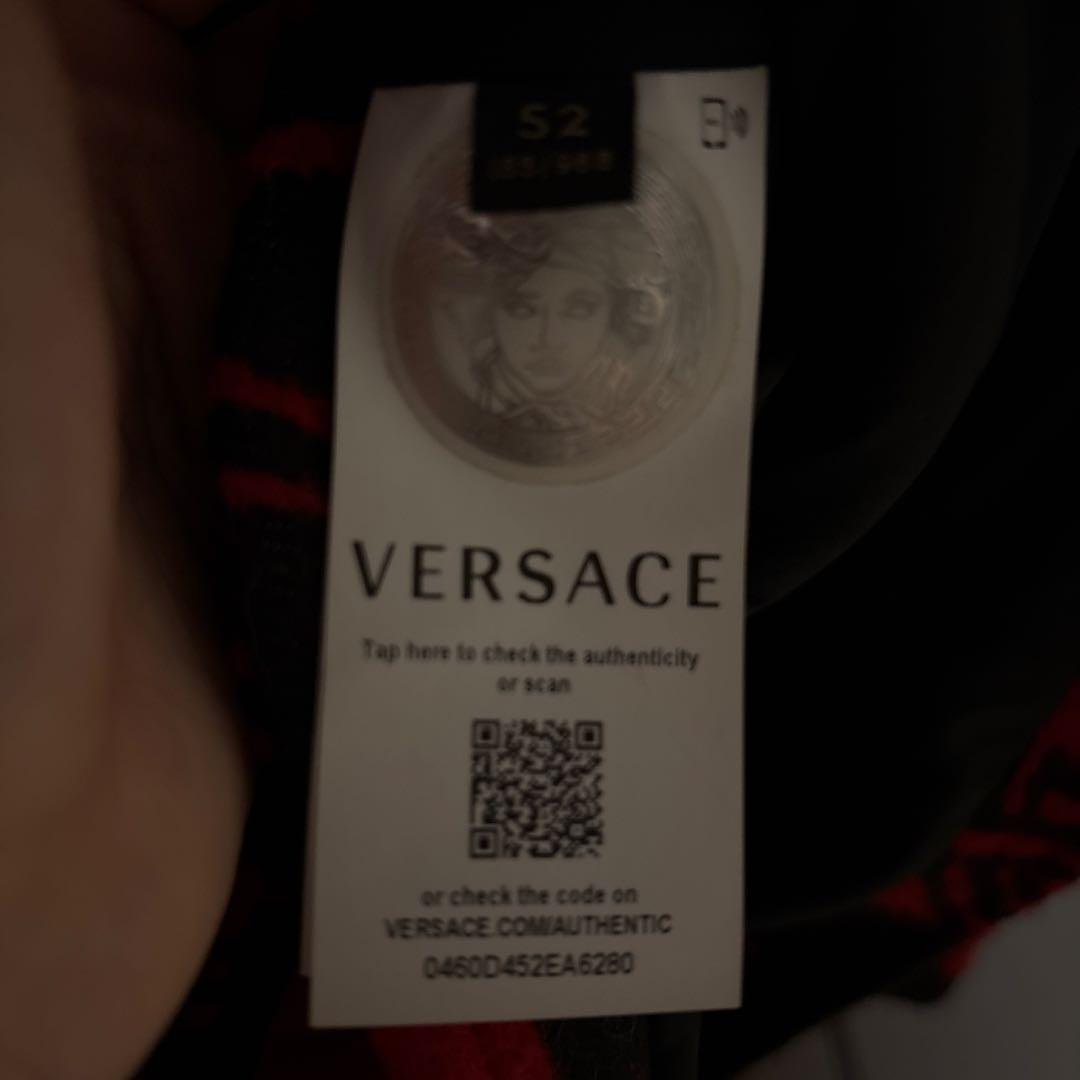 52
VERSACE
Tap here to check the authenticity
or scan
or check the code on
VERSACE.COM/AUTHENTIC
0460D452EA6280